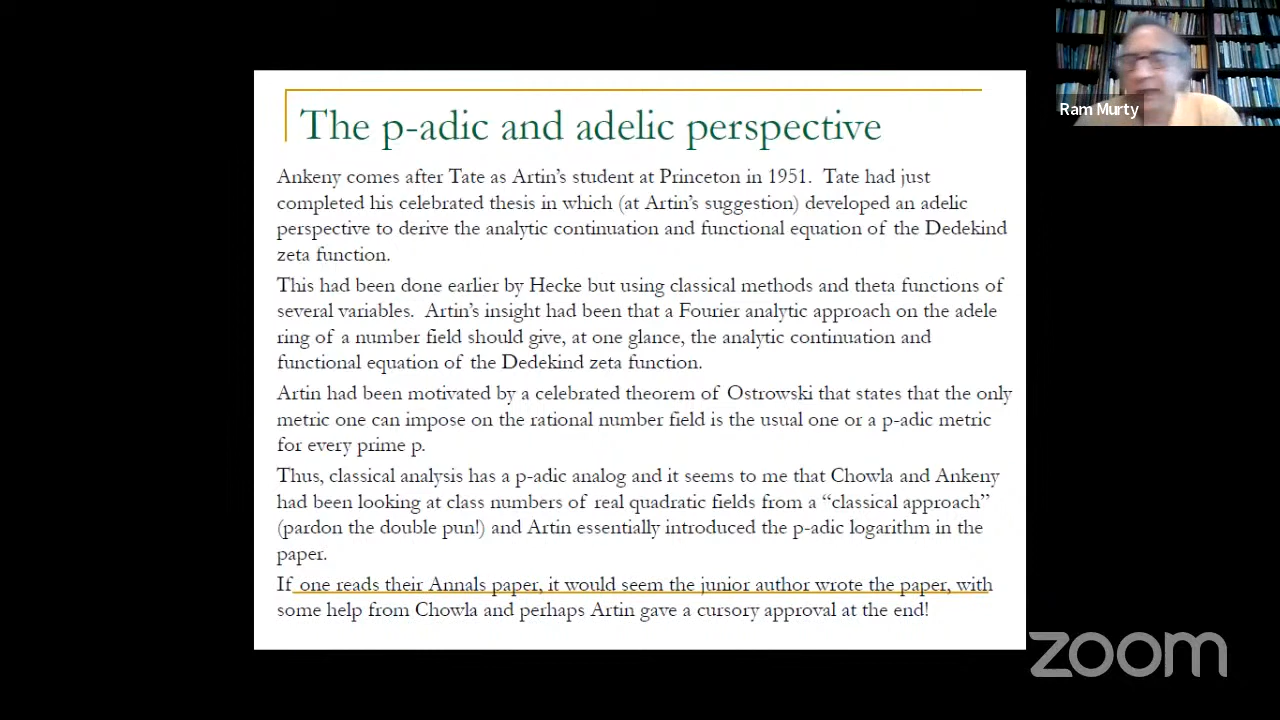 Ram Murty
The p-adic and adelic perspective
Ankeny comes after Tate as Artin's student at Princeton in 1951. Tate had just
completed his celebrated thesis in which (at Artin's suggestion) developed an adelic
perspective to derive the analytic continuation and functional equation of the Dedekind
zeta function.
This had been done earlier by Hecke but using classical methods and theta functions of
several variables. Artin's insight had been that a Fourier analytic approach on the adele
ring of a number field should give, at one glance, the analytic continuation and
functional equation of the Dedekind zeta function.
Artin had been motivated by a celebrated theorem of Ostrowski that states that the only
metric one can impose on the rational number field is the usual one or a p-adic metric
for every prime p.
Thus, classical analysis has a p-adic analog and it seems to me that Chowla and Ankeny
had been looking at class numbers of real quadratic fields from a “classical approach”
(pardon the double pun!) and Artin essentially introduced the p-adic logarithm in the
paper.
If one reads their Annals paper, it would seem the junior author wrote the paper, with
some help from Chowla and perhaps Artin gave a cursory approval at the end!
zoom